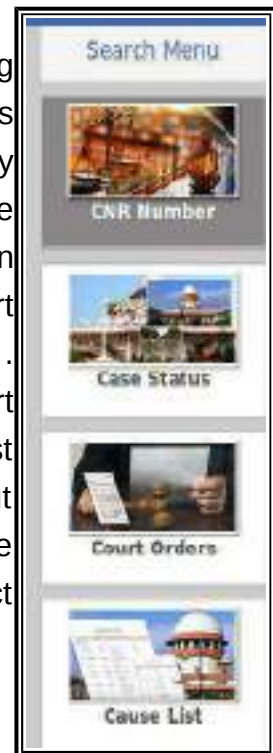 Search Menu
CNR Number
Case Status
Court Orders
Cause List